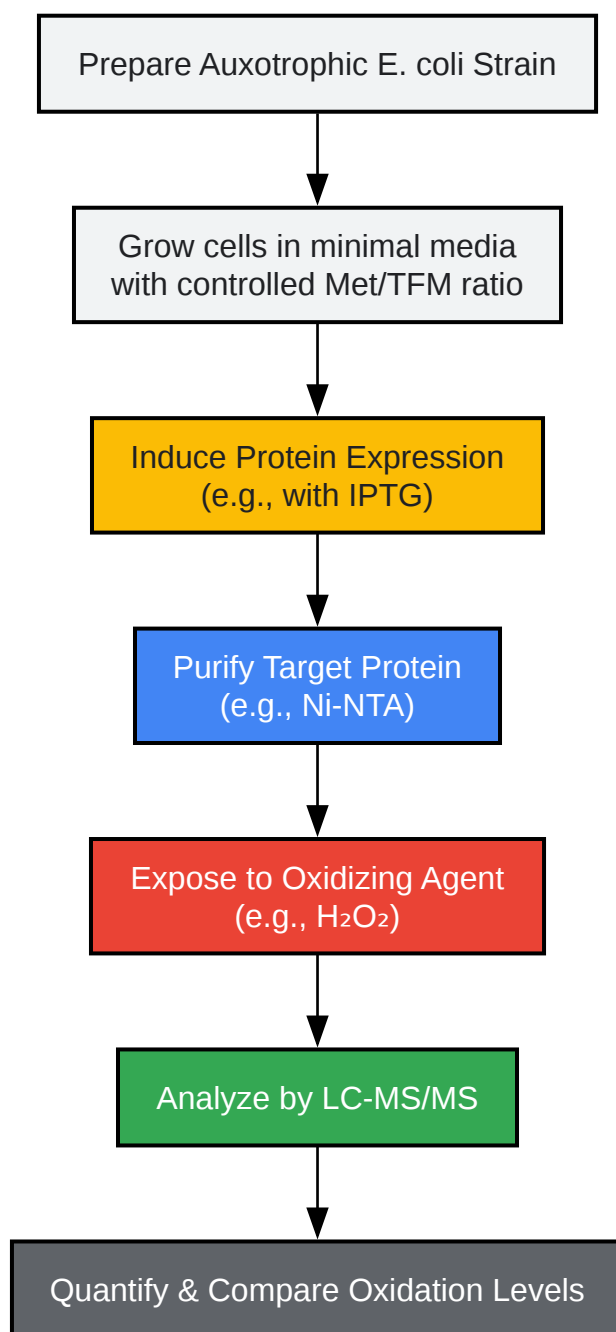 Prepare Auxotrophic E. coli Strain
Grow cells in minimal media
with controlled Met/TFM ratio
Induce Protein Expression
(e.g., with IPTG)
Purify Target Protein
(e.g., Ni-NTA)
Expose to Oxidizing Agent
(e.g., H₂O₂)
Analyze by LC-MS/MS
Quantify & Compare Oxidation Levels